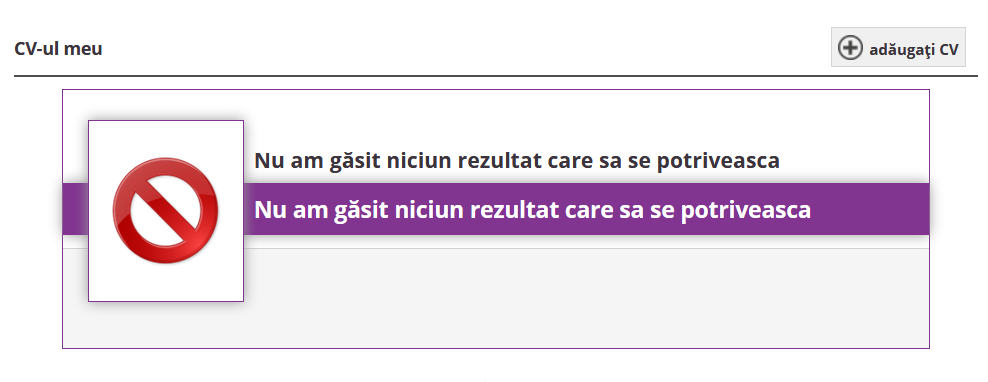 CV-ul meu
adăugaţi CV
Nu am găsit niciun rezultat care sa se potriveasca
Nu am găsit niciun rezultat care sa se potriveasca